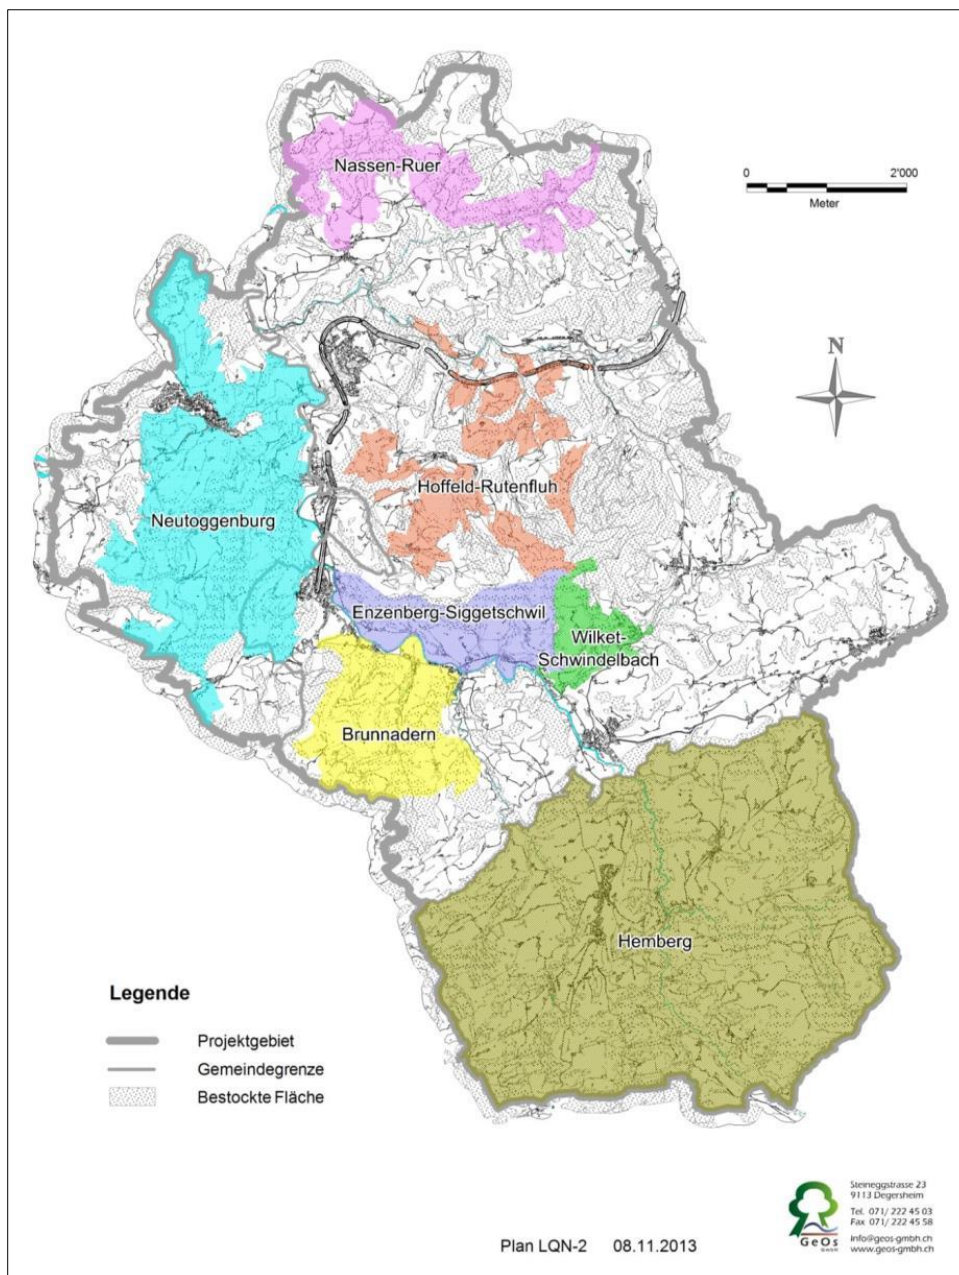 Nassen-Ruer
0 2'000
Meter
N
Hoffeld-Rutenfluh
Neutoggenburg
Enzenberg-Siggetschwil
Wilket-
Schwindelbach
Brunnadern
Hemberg
Legende
Projektgebiet
Gemeindegrenze
Bestockte Fläche
GeOs
GmbH
Steineggstrasse 23
9113 Degersheim
Tel. 071/ 222 45 03
Fax 071/ 222 45 58
info@geos-gmbh.ch
www.geos-gmbh.ch
Plan LQN-2 08.11.2013